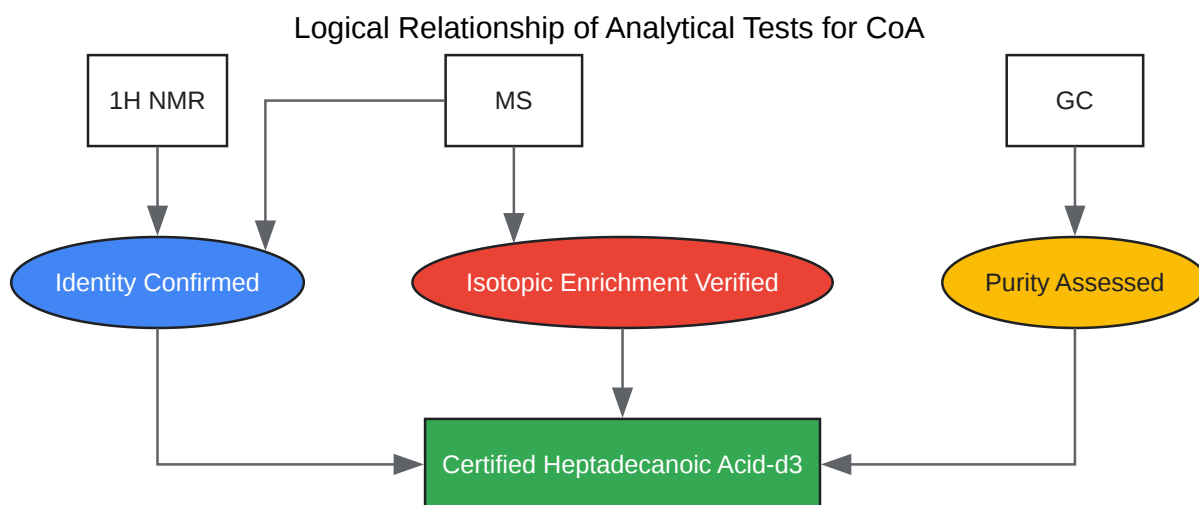 Logical Relationship of Analytical Tests for CoA
1H NMR
MS
GC
Identity Confirmed
Isotopic Enrichment Verified
Purity Assessed
Certified Heptadecanoic Acid-d3